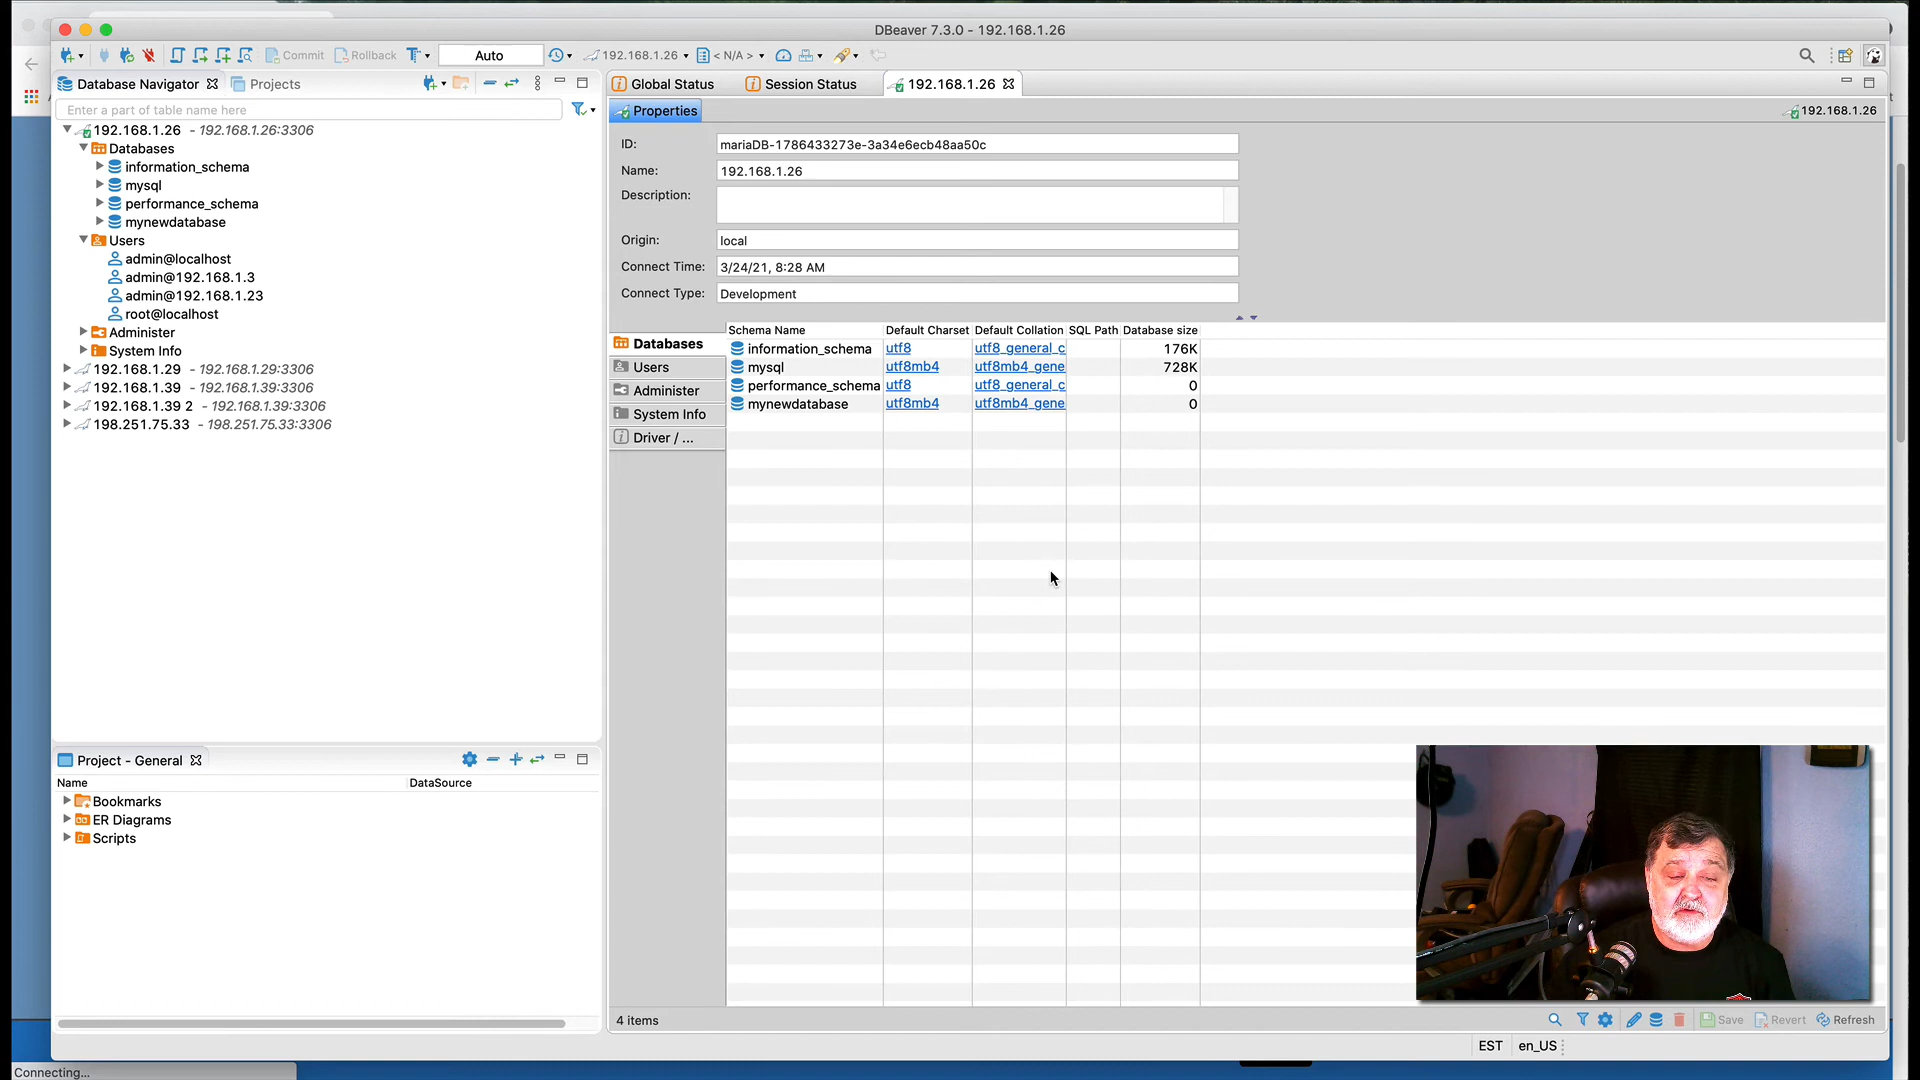 DBeaver 7.3.0 - 192.168.1.26
Commit
Rollback
Auto
192.168.1.26
< N/A >
Database Navigator
Projects
Enter a part of table name here
192.168.1.26 - 192.168.1.26:3306
Databases
information_schema
mysql
performance_schema
mynewdatabase
Users
admin@localhost
admin@192.168.1.3
admin@192.168.1.23
root@localhost
Administer
System Info
192.168.1.29 - 192.168.1.29:3306
192.168.1.39 - 192.168.1.39:3306
192.168.1.39 2 - 192.168.1.39:3306
198.251.75.33 - 198.251.75.33:3306
Project - General
Name DataSource
Bookmarks
ER Diagrams
Scripts
Global Status
Session Status
192.168.1.26
Properties
192.168.1.26
ID: mariaDB-1786433273e-3a34e6ecb48aa50c
Name: 192.168.1.26
Description:
Origin: local
Connect Time: 3/24/21, 8:28 AM
Connect Type: Development
Databases
Users
Administer
System Info
Driver / ...
Schema Name Default Charset Default Collation SQL Path Database size
information_schema utf8 utf8_general_c 176K
mysql utf8mb4 utf8mb4_gene 728K
performance_schema utf8 utf8_general_c 0
mynewdatabase utf8mb4 utf8mb4_gene 0
4 items
Save
Revert
Refresh
EST en_US
Connecting...